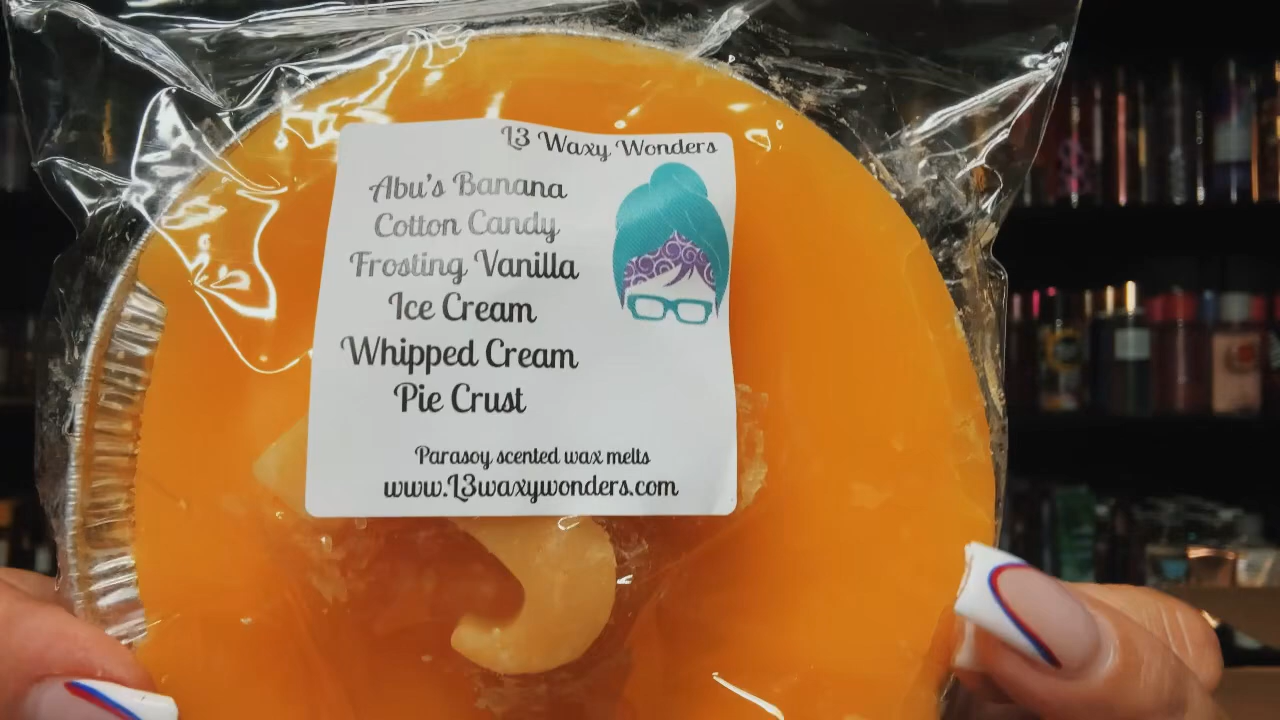 L3 Waxy Wonders
Abu's Banana
Cotton Candy
Frosting Vanilla
Ice Cream
Whipped Cream
Pie Crust
Parasoy scented wax melts
www.L3waxywonders.com